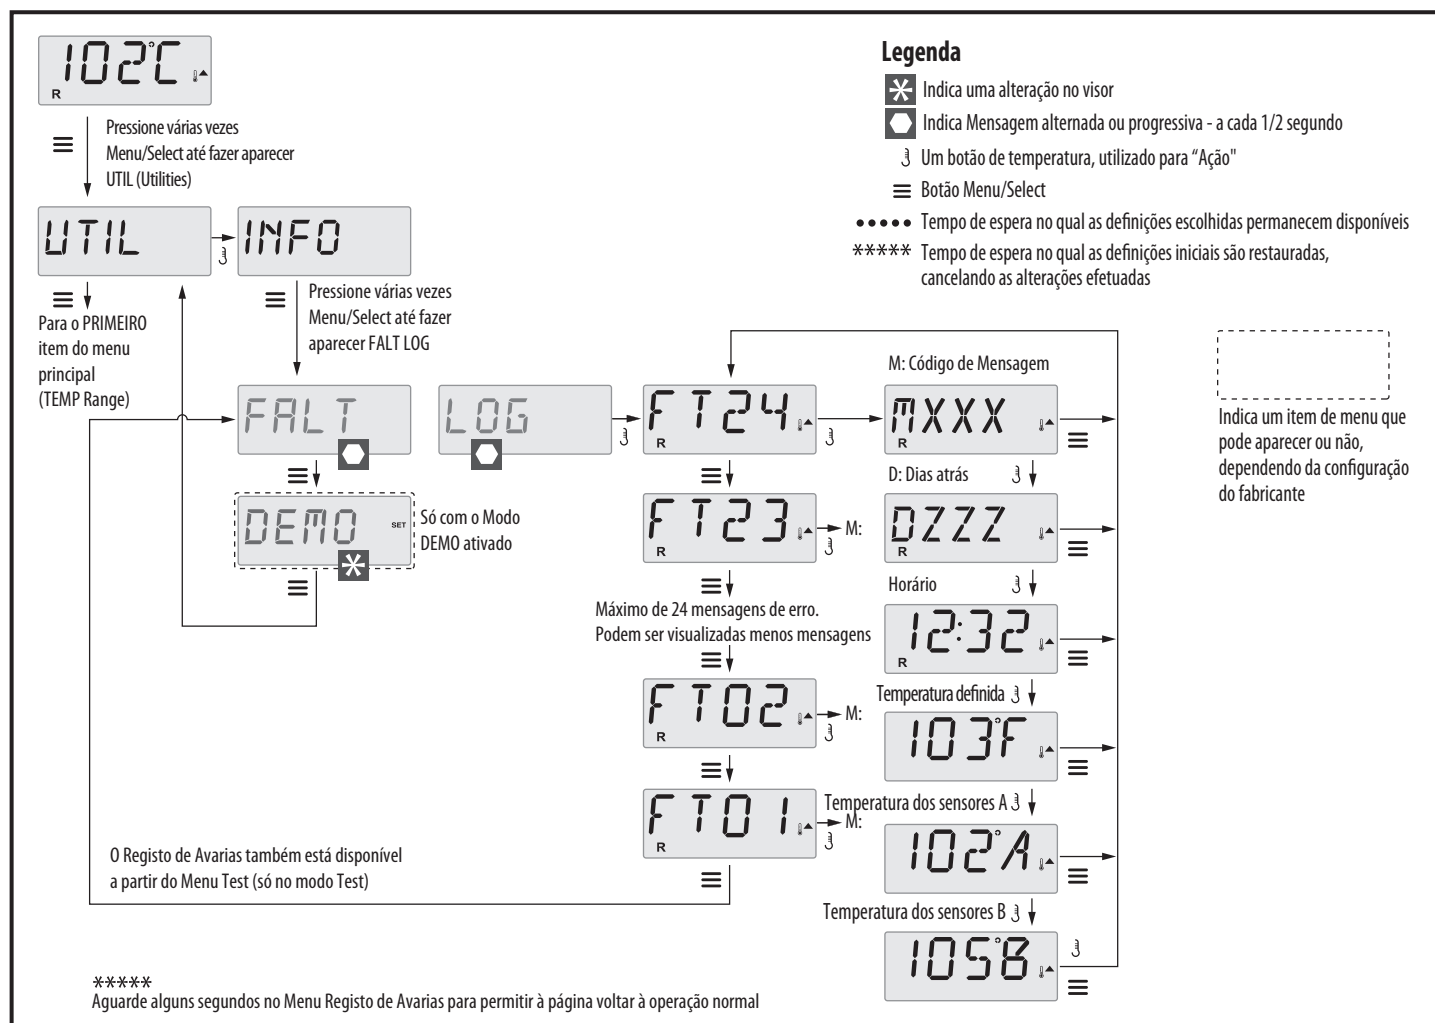 102°C
R
Pressione várias vezes
Menu/Select até fazer aparecer
UTIL (Utilities)
UTIL
INFO
Para o PRIMEIRO
item do menu
principal
(TEMP Range)
Pressione várias vezes
Menu/Select até fazer
aparecer FALT LOG
FALT
LOG
DEMO
SET
Só com o Modo
DEMO ativado
Legenda
Indica uma alteração no visor
Indica Mensagem alternada ou progressiva - a cada 1/2 segundo
Um botão de temperatura, utilizado para “Ação"
Botão Menu/Select
••••• Tempo de espera no qual as definições escolhidas permanecem disponíveis
***** Tempo de espera no qual as definições iniciais são restauradas,
cancelando as alterações efetuadas
Indica um item de menu que
pode aparecer ou não,
dependendo da configuração
do fabricante
FT24
R
FT23
R
M:
Máximo de 24 mensagens de erro.
Podem ser visualizadas menos mensagens
FT02
R
M:
FT01
R
M:
M: Código de Mensagem
MXXX
R
D: Dias atrás
DZZZ
R
Horário
12:32
R
Temperatura definida
103°F
Temperatura dos sensores A
102°A
Temperatura dos sensores B
105°B
O Registo de Avarias também está disponível
a partir do Menu Test (só no modo Test)
*****
Aguarde alguns segundos no Menu Registo de Avarias para permitir à página voltar à operação normal